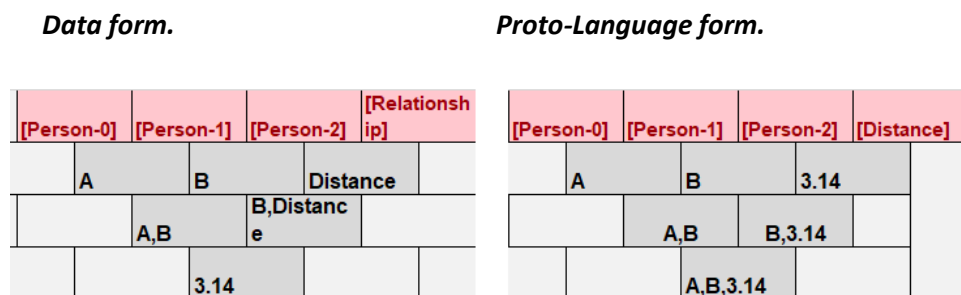 Data form. Proto-Language form.
[Relationsh
[Person-0] [Person-1] [Person-2] ip] [Person-0] [Person-1] [Person-2] [Distance]
A B Distance A B 3.14
B,Distanc
A,B e A,B B,3.14
3.14 A,B,3.14